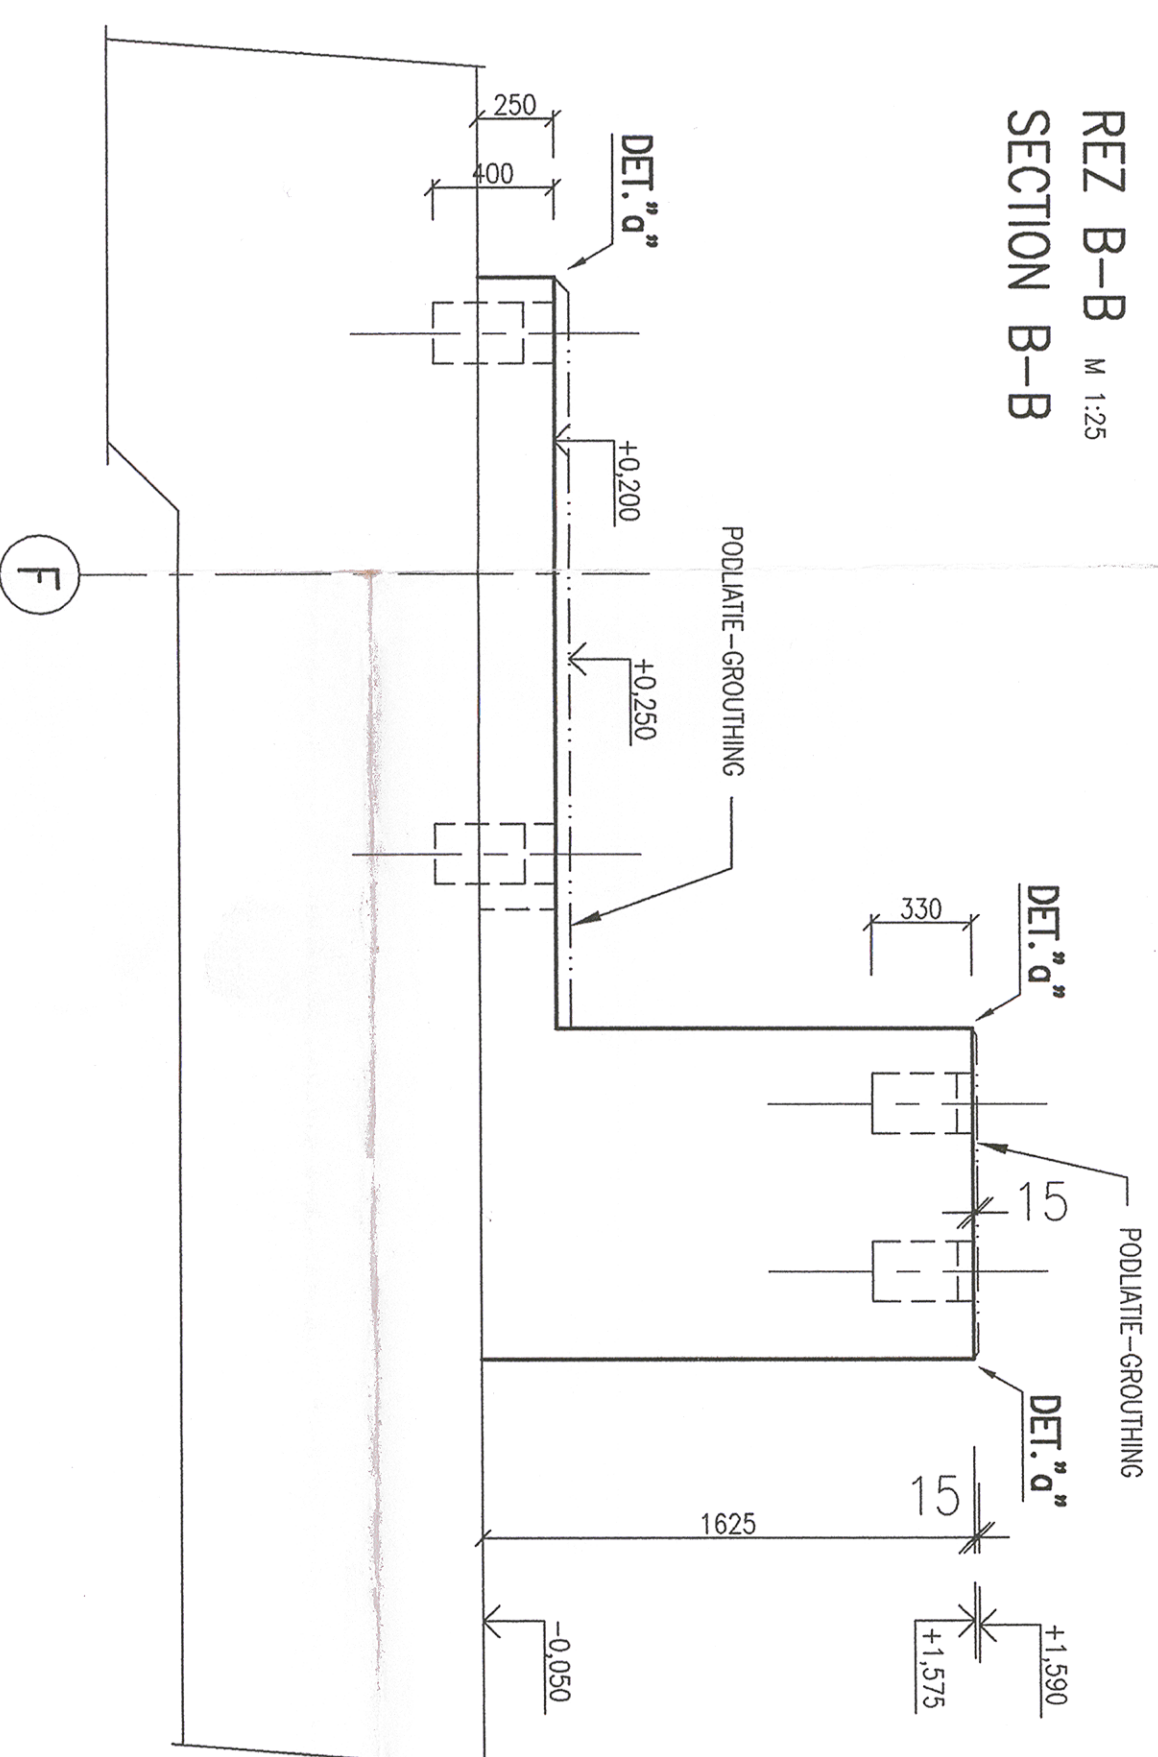 REZ B-B M 1:25
SECTION B-B
DET."a"
250
400
+0,200
+0,250
PODLIATIE-GROUTHING
F
DET."a"
330
15
PODLIATIE-GROUTHING
DET."a"
15
1625
+1,590
+1,575
-0,050